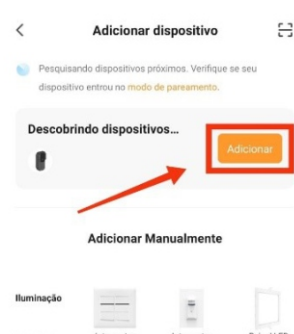 Adicionar dispositivo
Pesquisando dispositivos próximos. Verifique se seu
dispositivo entrou no modo de pareamento.
Descobrindo dispositivos...
Adicionar
Adicionar Manualmente
Iluminação